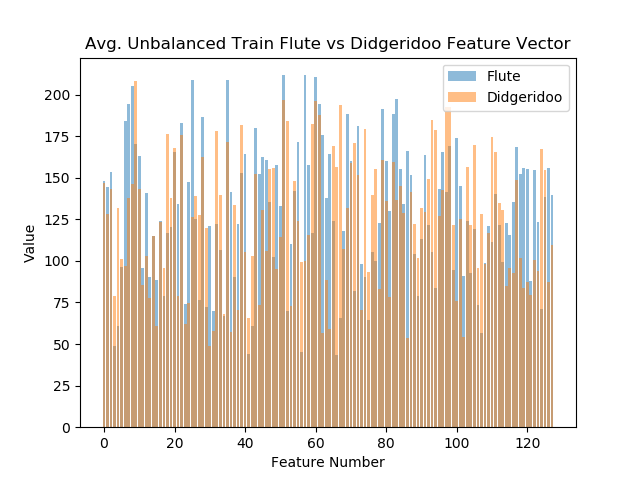 Avg. Unbalanced Train Flute vs Didgeridoo Feature Vector
Flute
Didgeridoo
Value
200
175
150
125
100
75
50
25
0
0 20 40 60 80 100 120
Feature Number